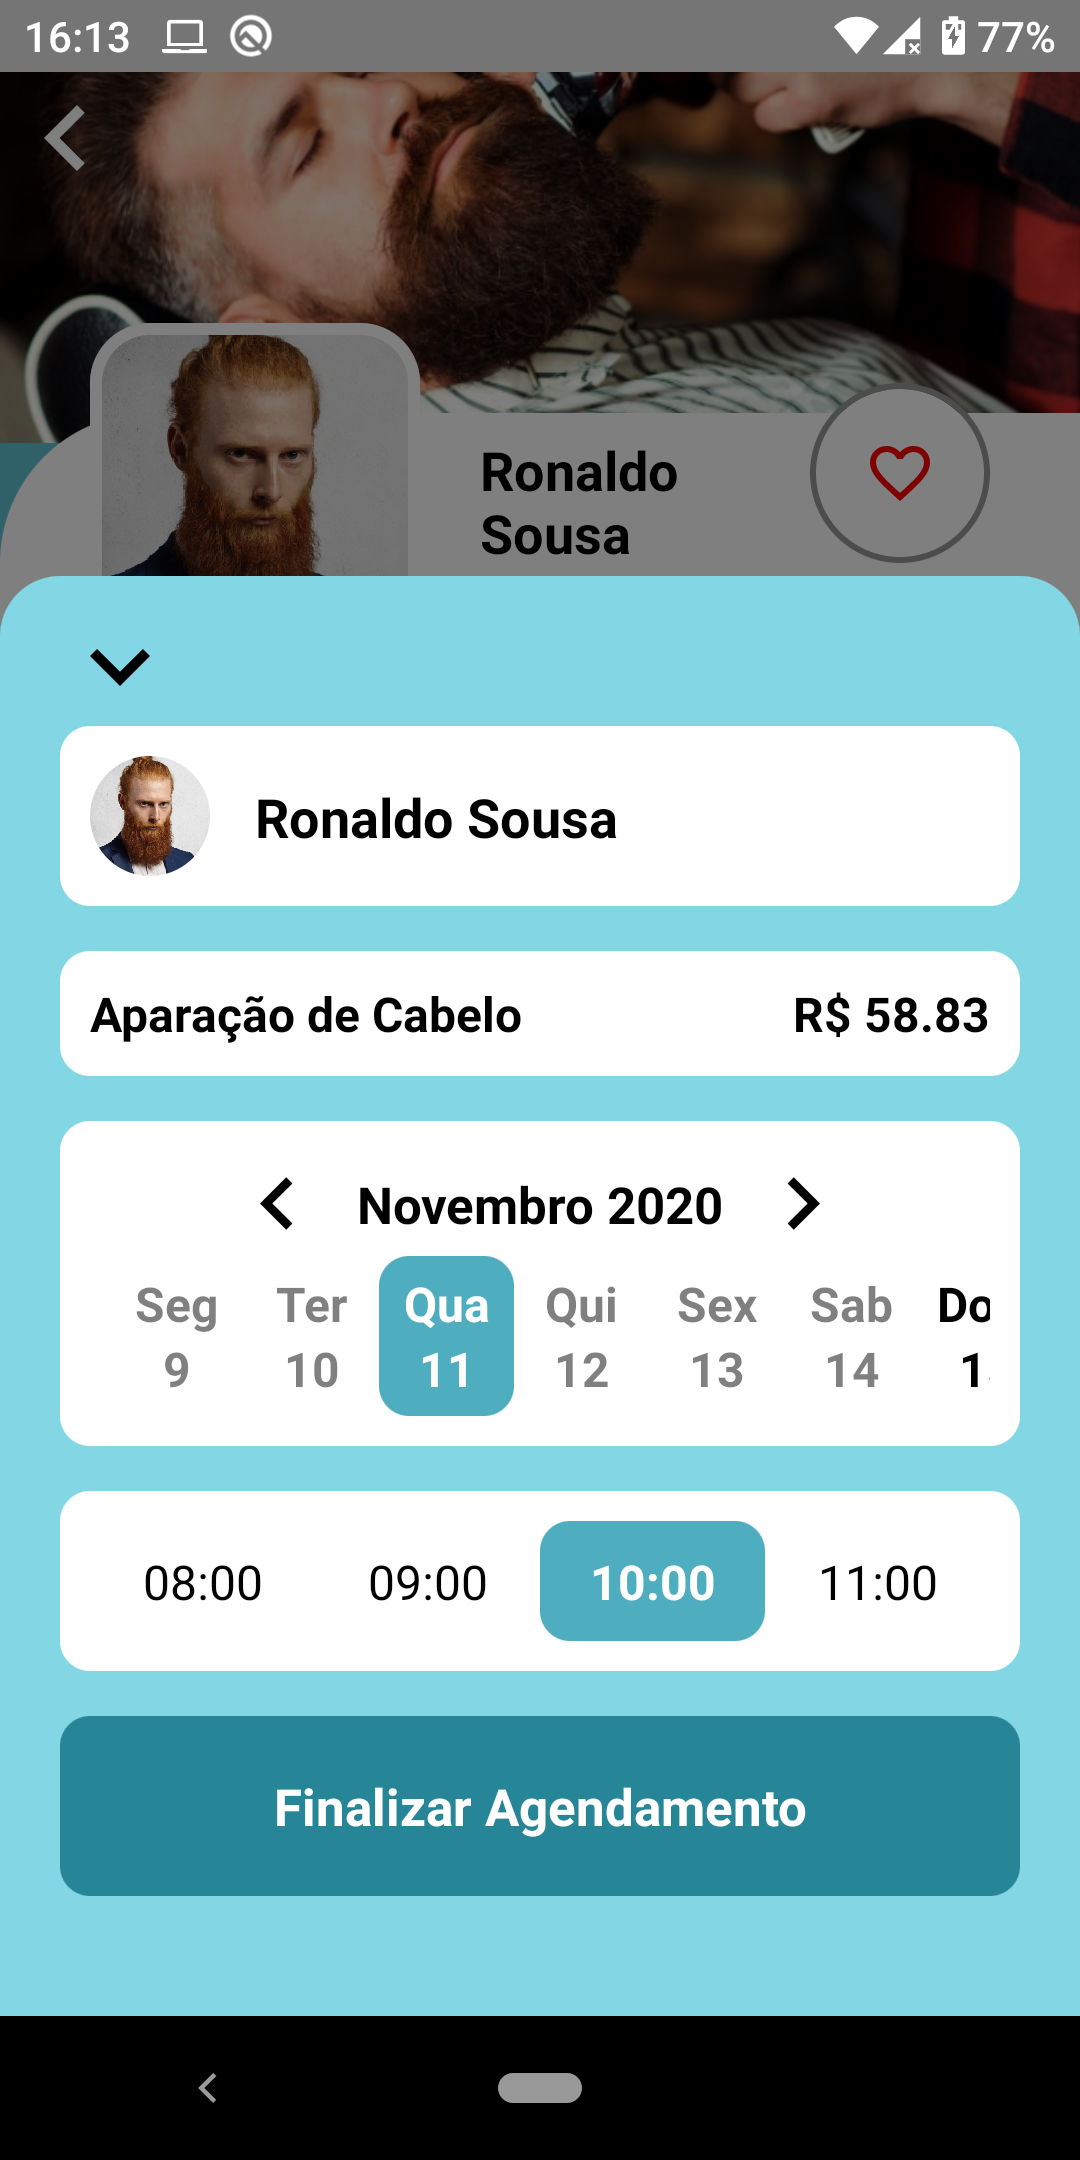 16:13 77%
Ronaldo
Sousa
Ronaldo Sousa
Aparação de Cabelo R$ 58.83
Novembro 2020
Seg Ter Qua Qui Sex Sab Do
9 10 11 12 13 14 1
08:00 09:00 10:00 11:00
Finalizar Agendamento